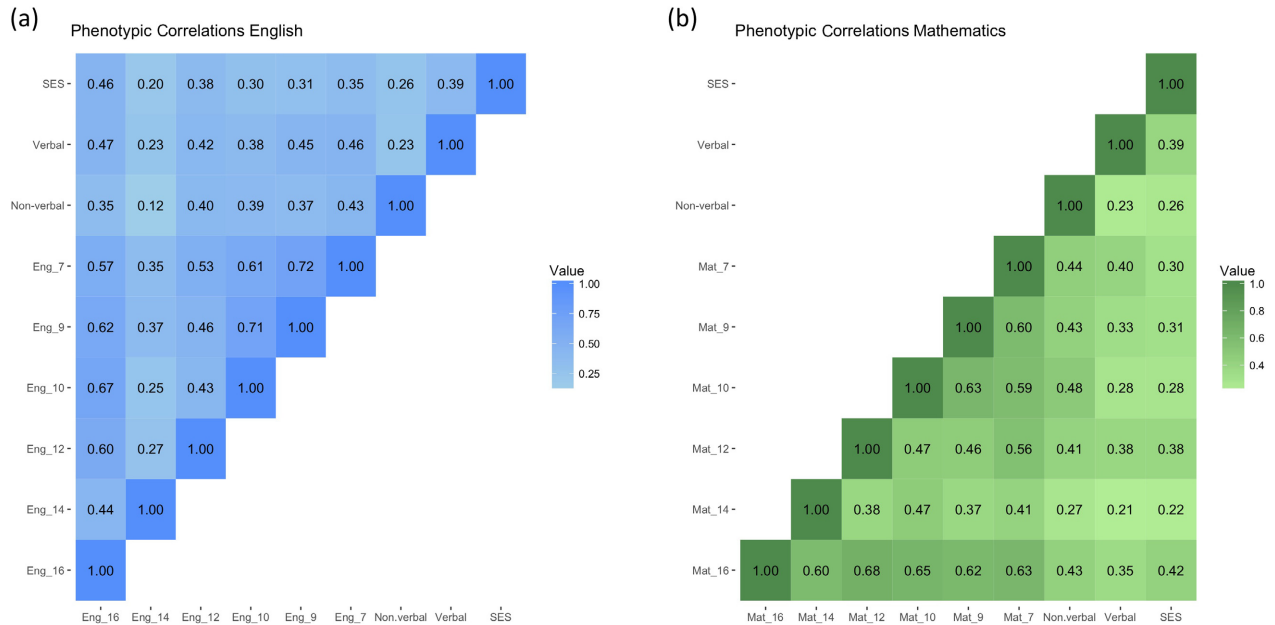 (a)
Phenotypic Correlations English
SES 0.46 0.20 0.38 0.30 0.31 0.35 0.26 0.39 1.00
Verbal 0.47 0.23 0.42 0.38 0.45 0.46 0.23 1.00
Non-verbal 0.35 0.12 0.40 0.39 0.37 0.43 1.00
Eng_7 0.57 0.35 0.53 0.61 0.72 1.00
Eng_9 0.62 0.37 0.46 0.71 1.00
Eng_10 0.67 0.25 0.43 1.00
Eng_12 0.60 0.27 1.00
Eng_14 0.44 1.00
Eng_16 1.00
Eng_16 Eng_14 Eng_12 Eng_10 Eng_9 Eng_7 Non.verbal Verbal SES
Value
1.00
0.75
0.50
0.25
(b)
Phenotypic Correlations Mathematics
SES 1.00
Verbal 1.00 0.39
Non-verbal 1.00 0.23 0.26
Mat_7 1.00 0.44 0.40 0.30
Mat_9 1.00 0.60 0.43 0.33 0.31
Mat_10 1.00 0.63 0.59 0.48 0.28 0.28
Mat_12 1.00 0.47 0.46 0.56 0.41 0.38 0.38
Mat_14 1.00 0.38 0.47 0.37 0.41 0.27 0.21 0.22
Mat_16 1.00 0.60 0.68 0.65 0.62 0.63 0.43 0.35 0.42
Mat_16 Mat_14 Mat_12 Mat_10 Mat_9 Mat_7 Non.verbal Verbal SES
Value
1.0
0.8
0.6
0.4